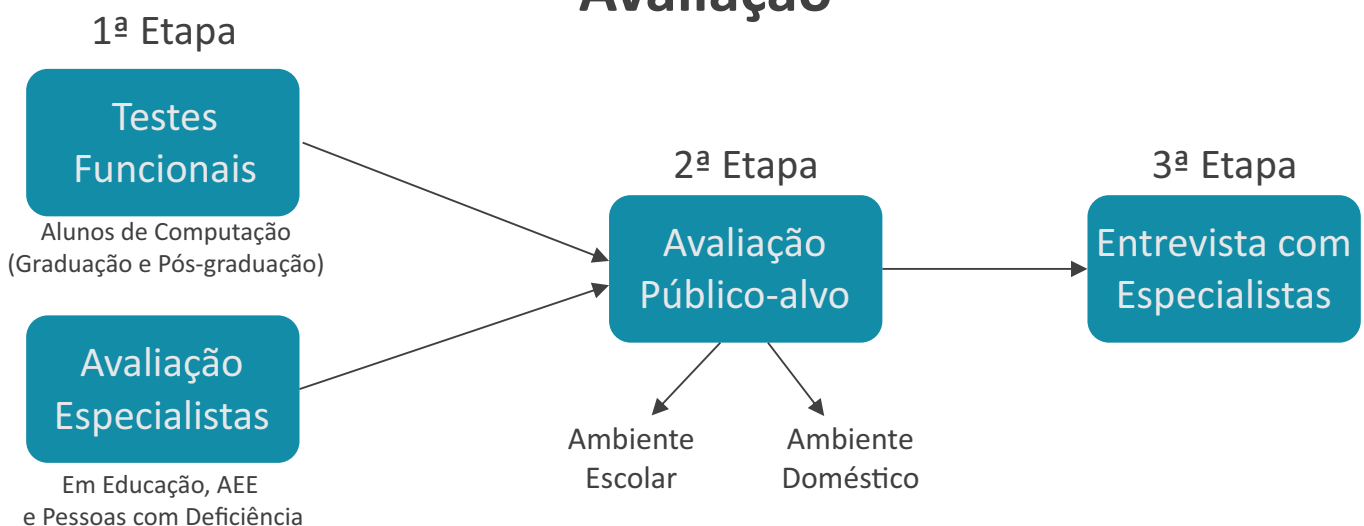 Avaliação
1ª Etapa
Testes
Funcionais
Alunos de Computação
(Graduação e Pós-graduação)
Avaliação
Especialistas
Em Educação, AEE
e Pessoas com Deficiência
2ª Etapa
Avaliação
Público-alvo
Ambiente
Escolar
Ambiente
Doméstico
3ª Etapa
Entrevista com
Especialistas